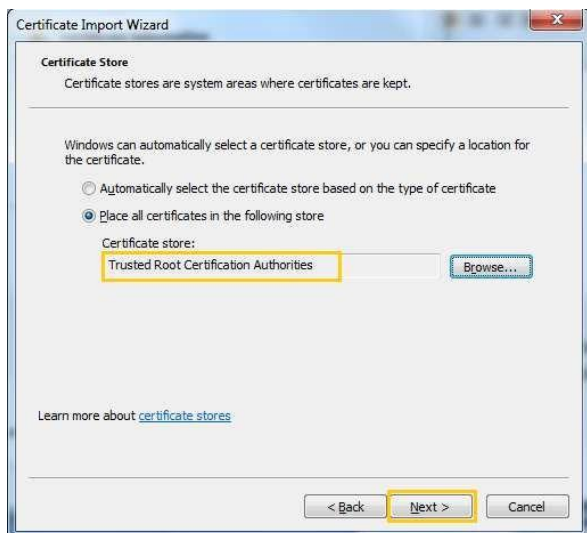 Certificate Import Wizard
Certificate Store
Certificate stores are system areas where certificates are kept.
Windows can automatically select a certificate store, or you can specify a location for
the certificate.
Automatically select the certificate store based on the type of certificate
Place all certificates in the following store
Certificate store:
Trusted Root Certification Authorities
Browse...
Learn more about certificate stores
< Back Next > Cancel